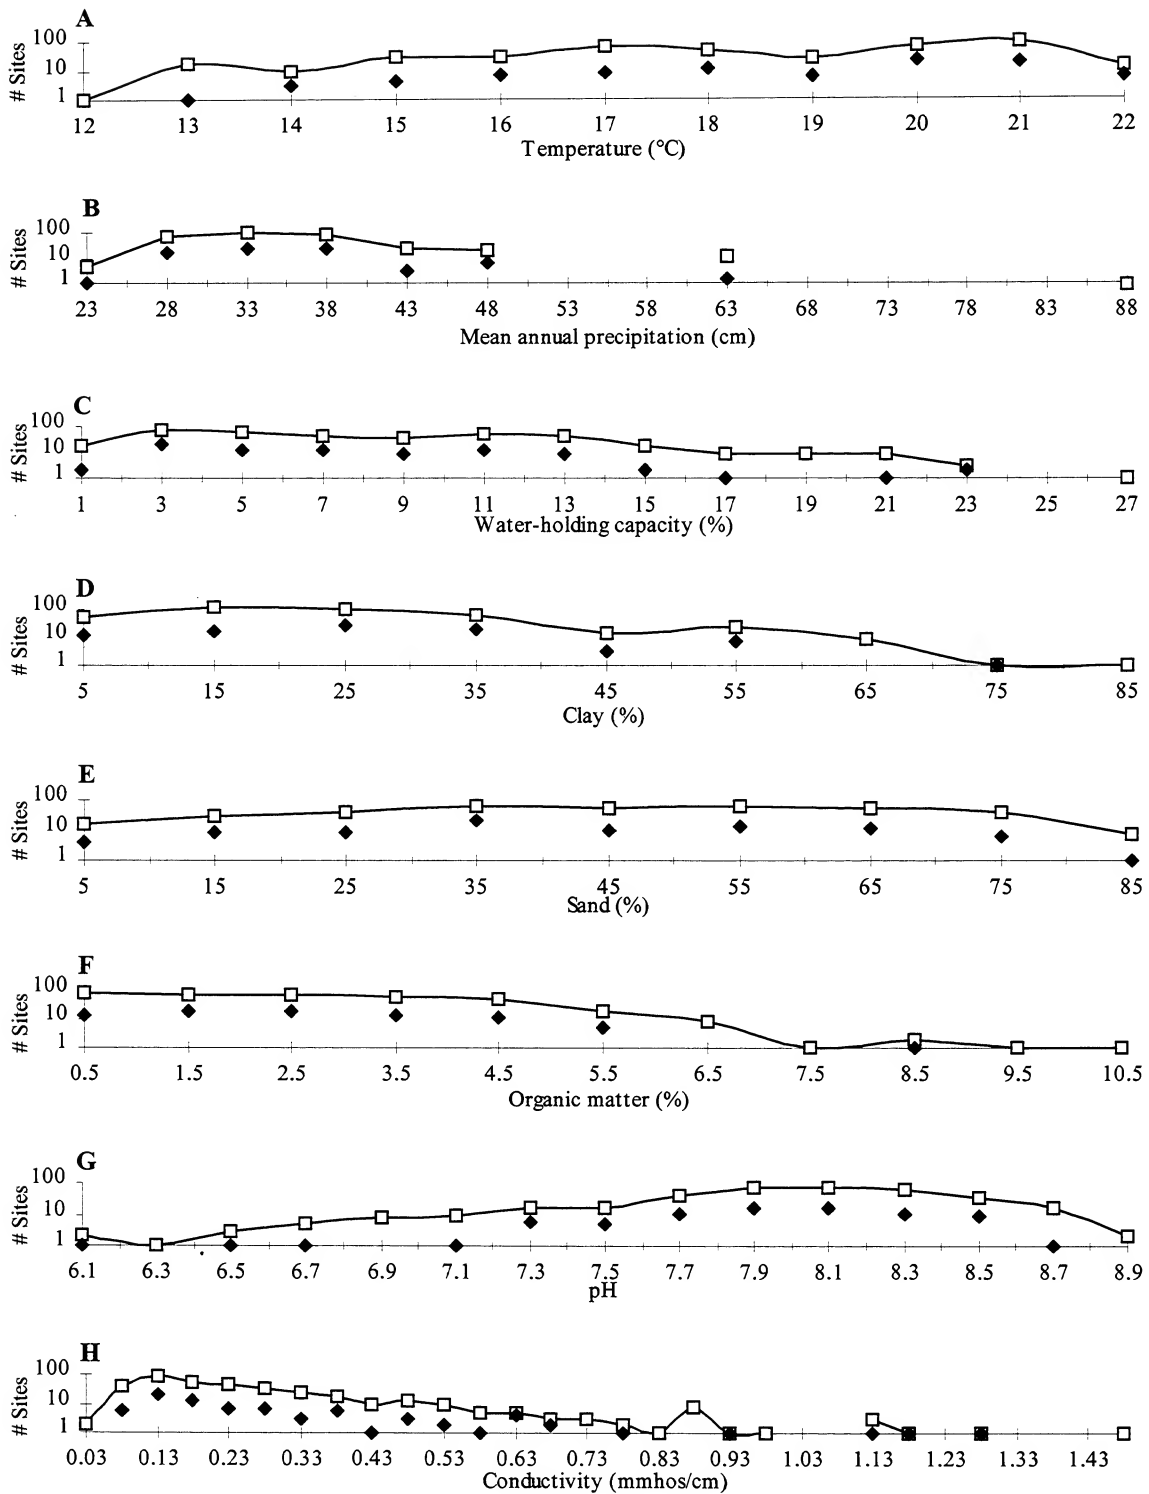 A
# Sites
100
10
1
12 13 14 15 16 17 18 19 20 21 22
Temperature (°C)
B
# Sites
100
10
1
23 28 33 38 43 48 53 58 63 68 73 78 83 88
Mean annual precipitation (cm)
C
# Sites
100
10
1
1 3 5 7 9 11 13 15 17 19 21 23 25 27
Water-holding capacity (%)
D
# Sites
100
10
1
5 15 25 35 45 55 65 75 85
Clay (%)
E
# Sites
100
10
1
5 15 25 35 45 55 65 75 85
Sand (%)
F
# Sites
100
10
1
0.5 1.5 2.5 3.5 4.5 5.5 6.5 7.5 8.5 9.5 10.5
Organic matter (%)
G
# Sites
100
10
1
6.1 6.3 6.5 6.7 6.9 7.1 7.3 7.5 7.7 7.9 8.1 8.3 8.5 8.7 8.9
pH
H
# Sites
100
10
1
0.03 0.13 0.23 0.33 0.43 0.53 0.63 0.73 0.83 0.93 1.03 1.13 1.23 1.33 1.43
Conductivity (mmhos/cm)